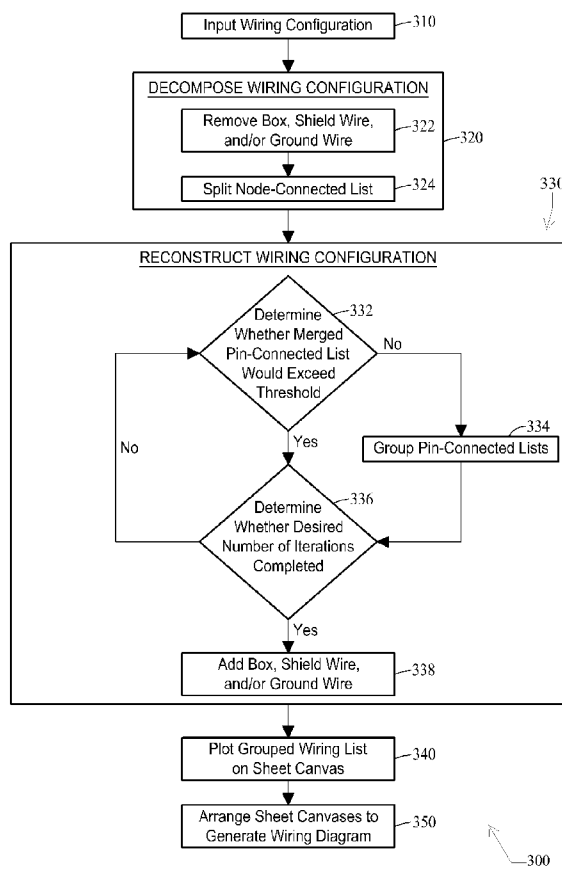 Input Wiring Configuration
310
DECOMPOSE WIRING CONFIGURATION
Remove Box, Shield Wire,
and/or Ground Wire
322
320
Split Node-Connected List
324
330
RECONSTRUCT WIRING CONFIGURATION
332
Determine
Whether Merged
Pin-Connected List
Would Exceed
Threshold
No
Yes
No
334
Group Pin-Connected Lists
336
Determine
Whether Desired
Number of Iterations
Completed
Yes
Add Box, Shield Wire,
and/or Ground Wire
338
Plot Grouped Wiring List
on Sheet Canvas
340
Arrange Sheet Canvases to
Generate Wiring Diagram
350
300